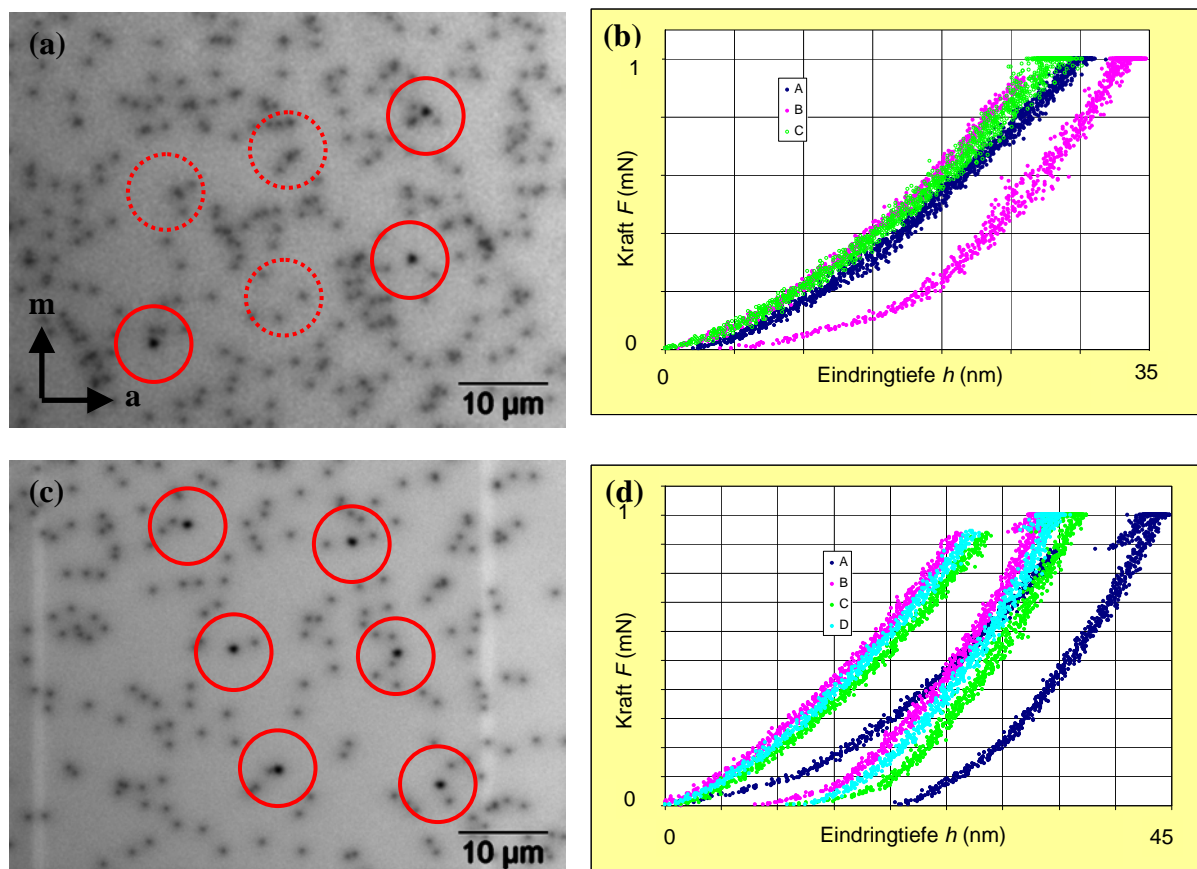 (a)
m
a
10 µm
(b)
1
A
B
C
Kraft F (mN)
0
0
35
Eindringtiefe h (nm)
(c)
10 µm
(d)
1
A
B
C
D
Kraft F (mN)
0
0
45
Eindringtiefe h (nm)